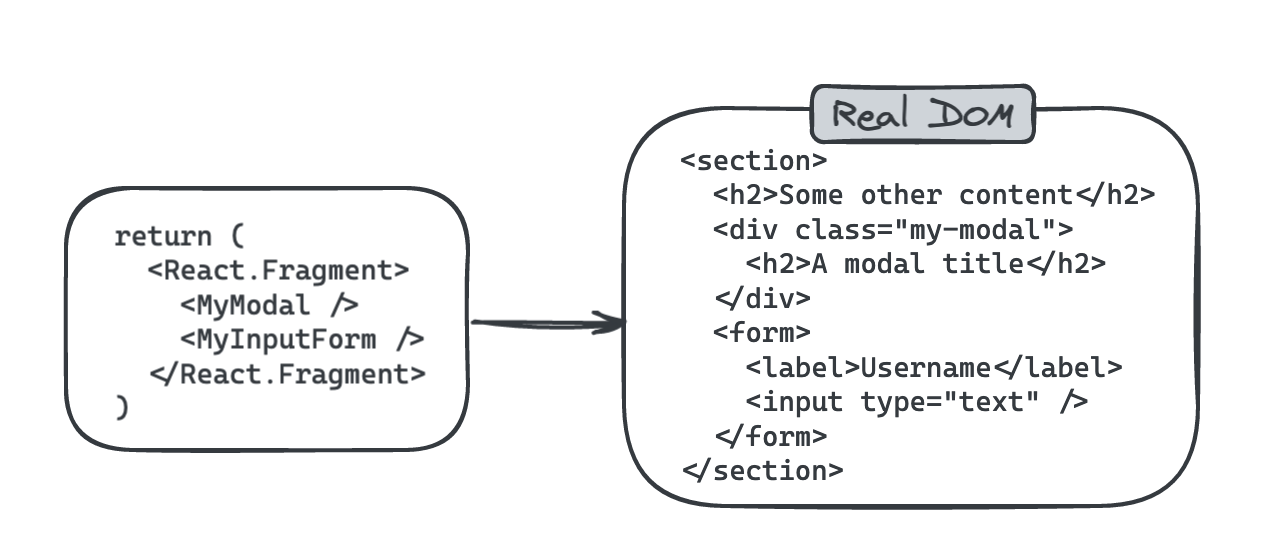 return (
<React.Fragment>
<MyModal />
<MyInputForm />
</React.Fragment>
)
Real DOM
<section>
<h2>Some other content</h2>
<div class="my-modal">
<h2>A modal title</h2>
</div>
<form>
<label>Username</label>
<input type="text" />
</form>
</section>